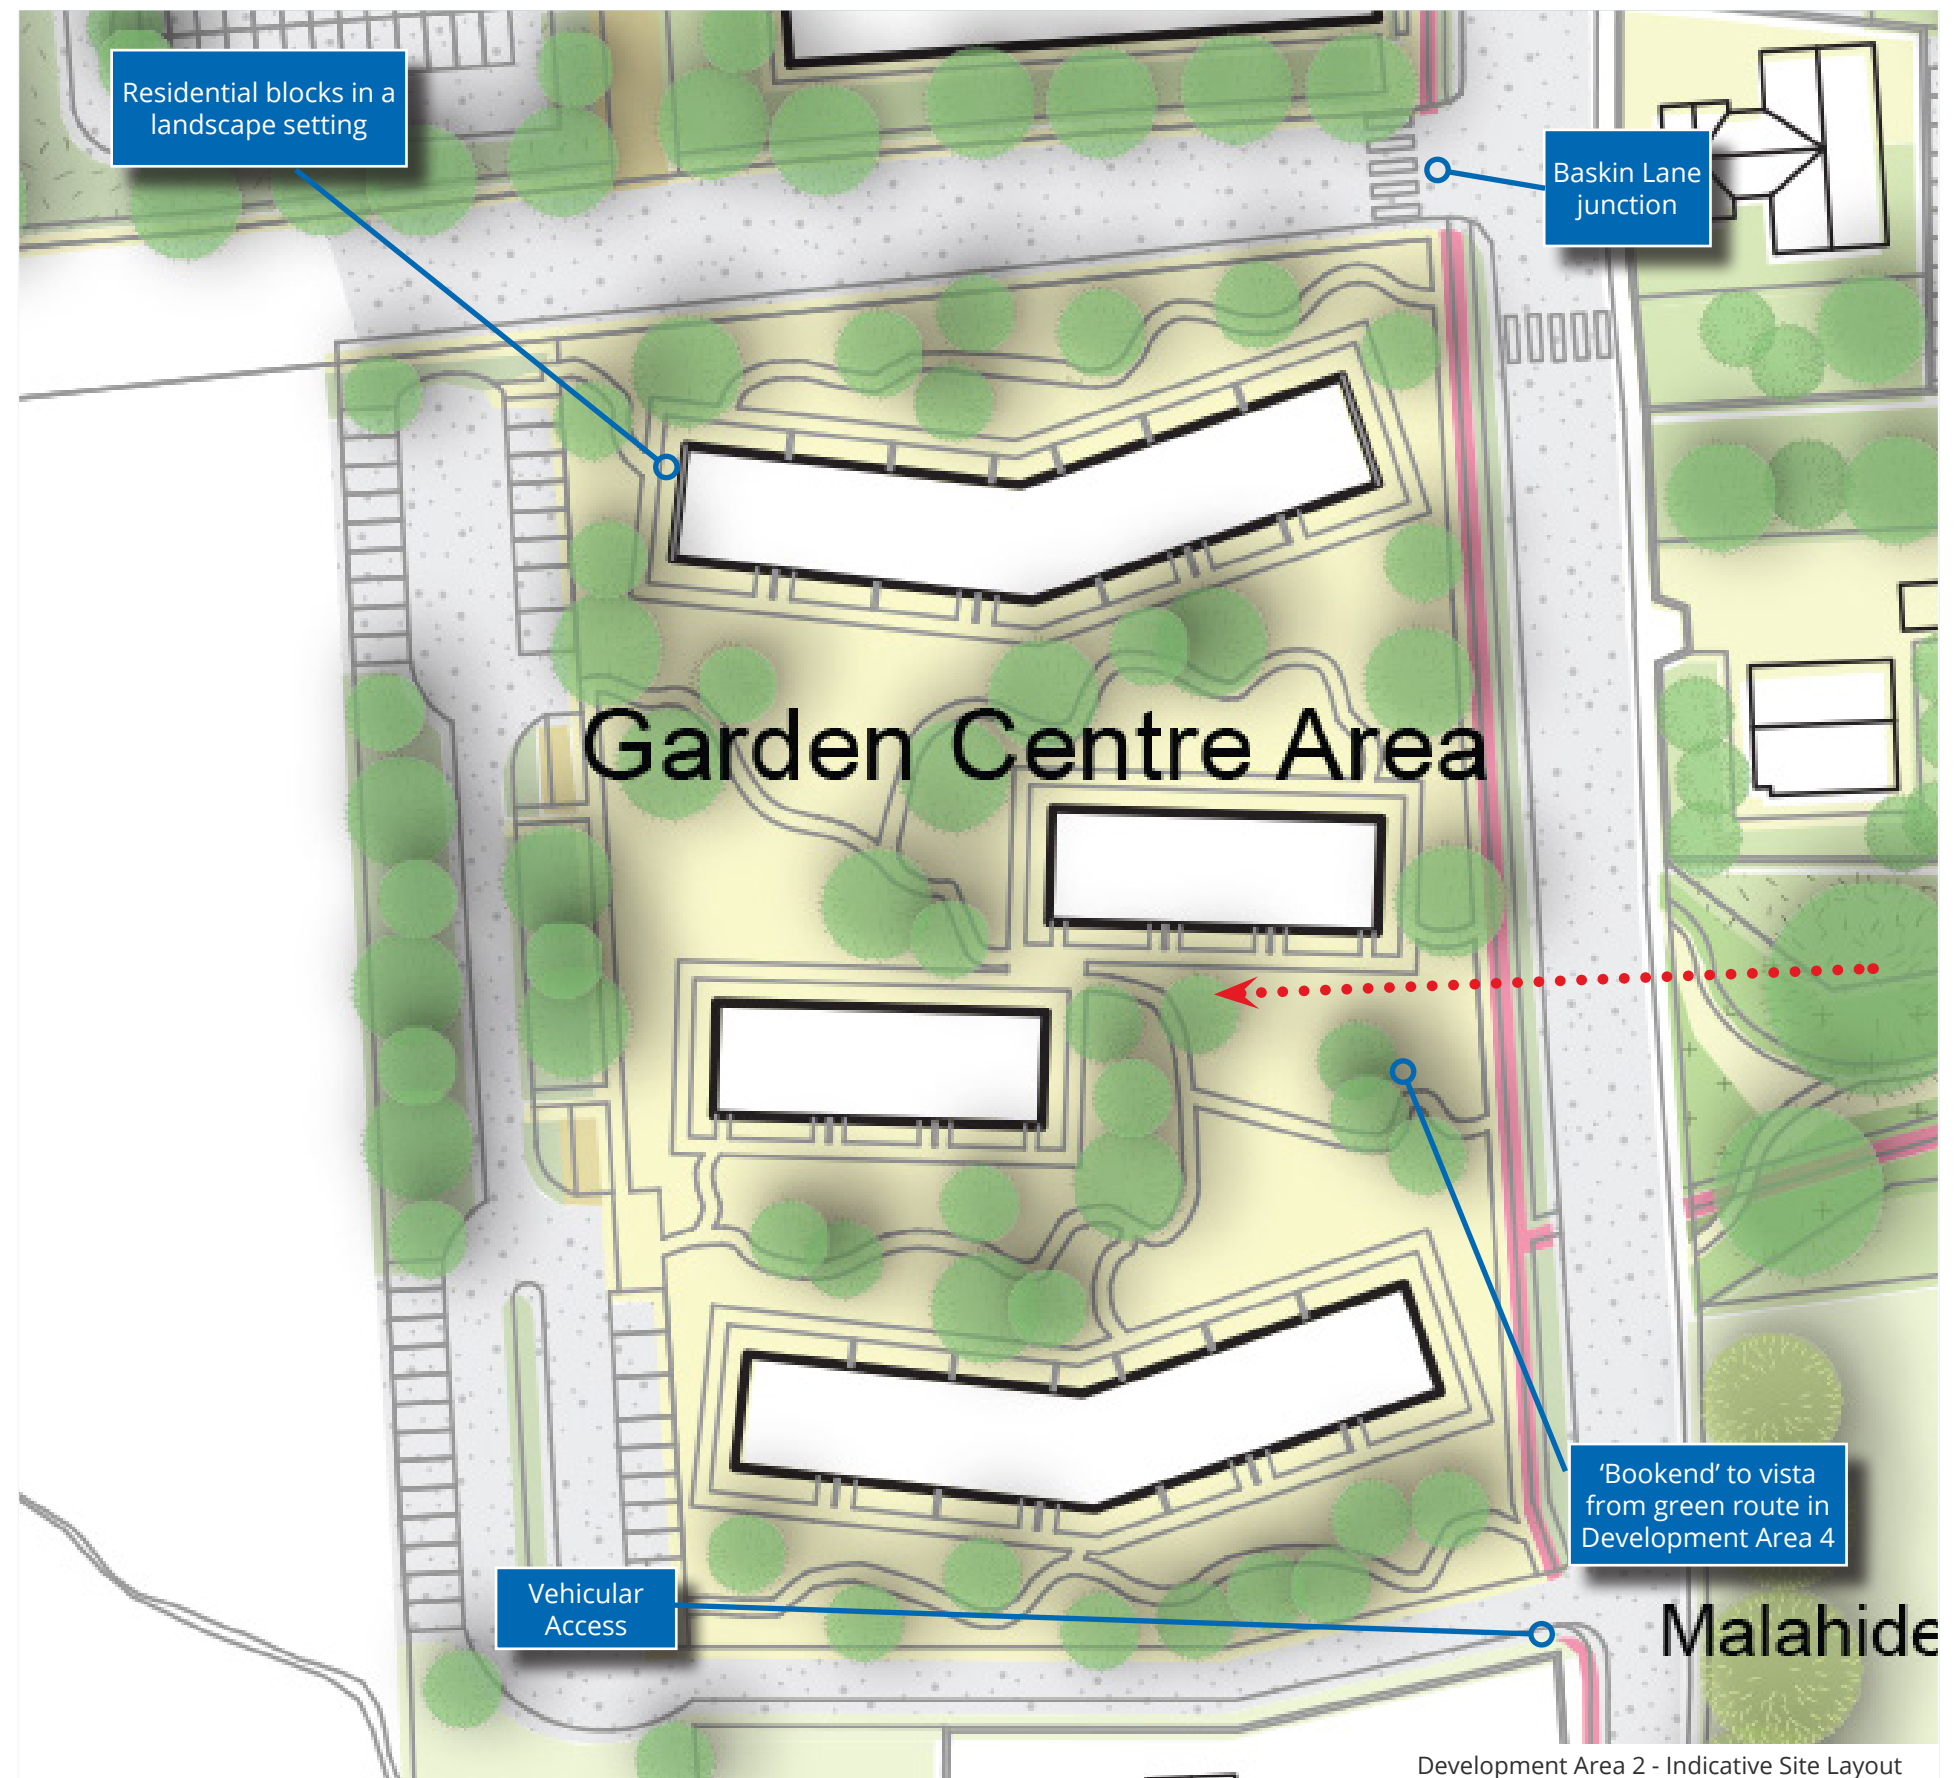 Residential blocks in a
landscape setting
Baskin Lane
junction
Garden Centre Area
‘Bookend’ to vista
from green route in
Development Area 4
Vehicular
Access
Malahide
Development Area 2 - Indicative Site Layout